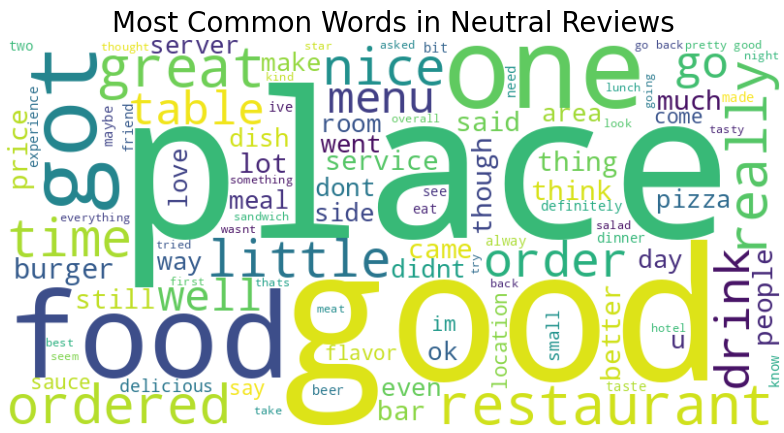 Most Common Words in Neutral Reviews
two
thought
server
star
kind
asked
bit
go back
pretty good
night
great
make
nice
one
go
need
lunch
going
got
experience
price
maybe
friend
table
ive
menu
much
made
really
overall
room
said
area
come
look
tasty
dish
love
lot
went
service
though
thing
place
something
meal
dont
see
think
definitely
pizza
everything
sandwich
wasnt
side
eat
salad
dinner
time
tried
way
little
came
didnt
alway
try
order
day
drink
people
burger
first
thats
back
still
well
food
good
meat
im
ok
small
location
better
hotel
u
best
seem
flavor
sauce
delicious
say
beer
even
taste
know
ordered
take
bar
restaurant